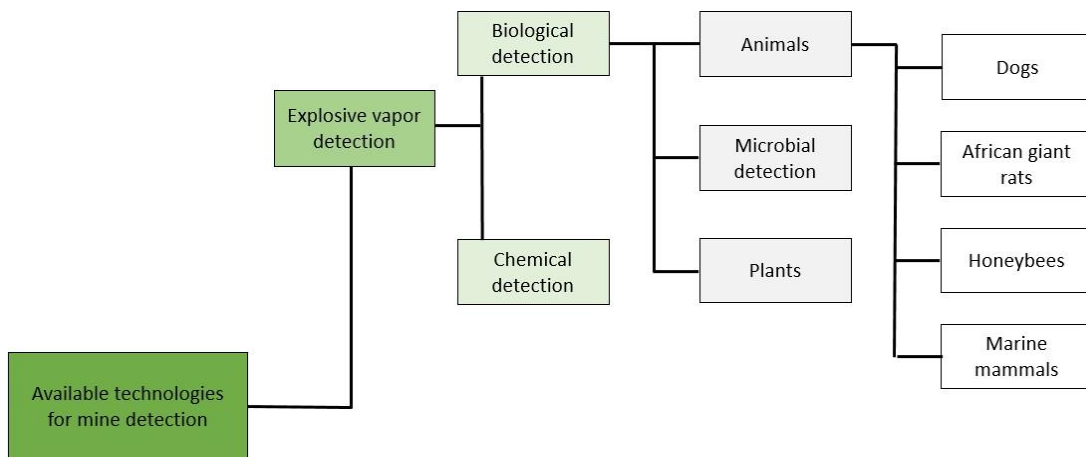 Biological
detection
Animals
Dogs
Explosive vapor
detection
Microbial
detection
African giant
rats
Chemical
detection
Plants
Honeybees
Marine
mammals
Available technologies
for mine detection